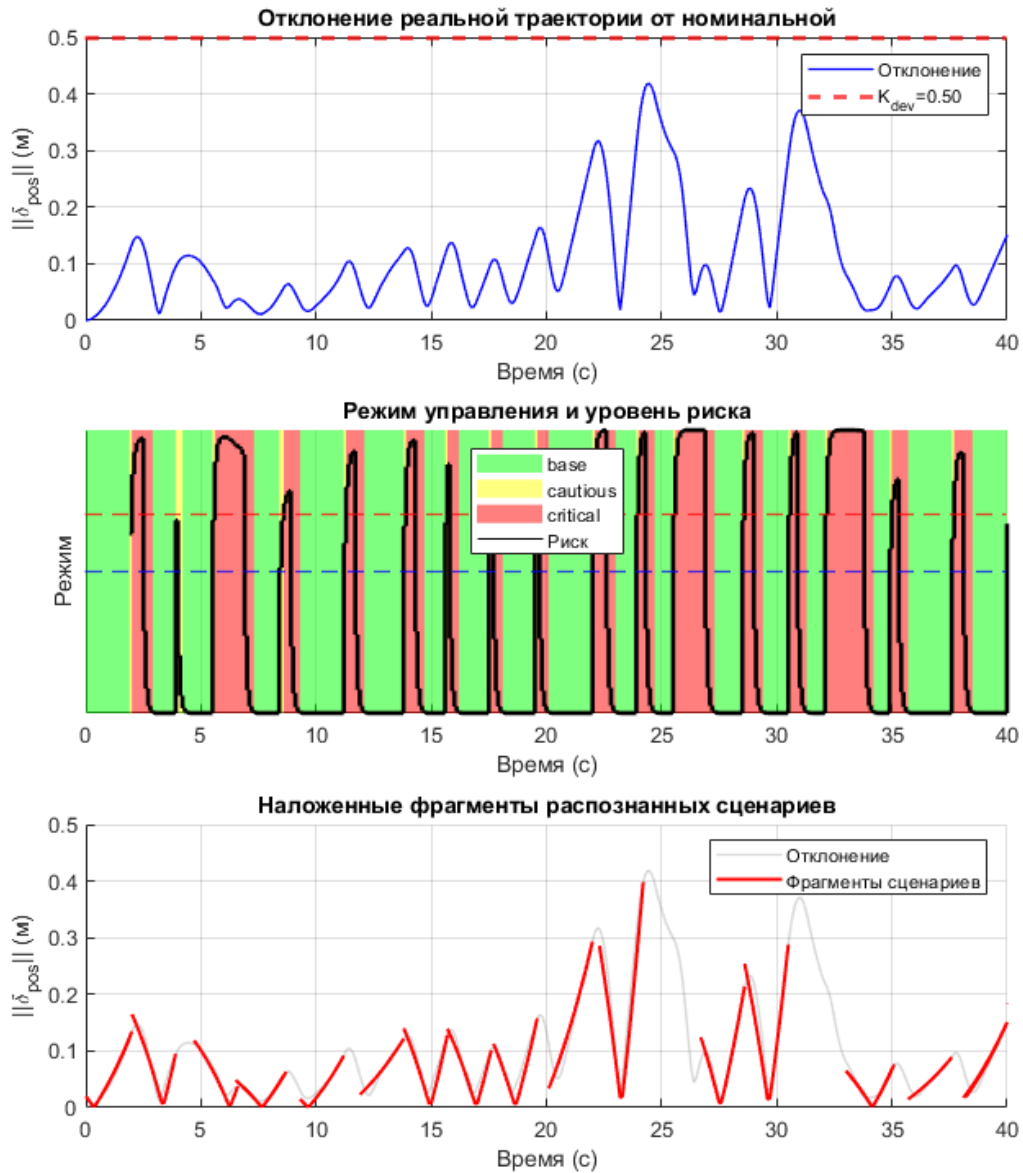 Отклонение реальной траектории от номинальной
||δ_pos|| (м)
0.5
0.4
0.3
0.2
0.1
0
Отклонение
K_dev=0.50
0 5 10 15 20 25 30 35 40
Время (с)
Режим управления и уровень риска
Режим
base
cautious
critical
Риск
0 5 10 15 20 25 30 35 40
Время (с)
Наложенные фрагменты распознанных сценариев
||δ_pos|| (м)
0.5
0.4
0.3
0.2
0.1
0
Отклонение
Фрагменты сценариев
0 5 10 15 20 25 30 35 40
Время (с)